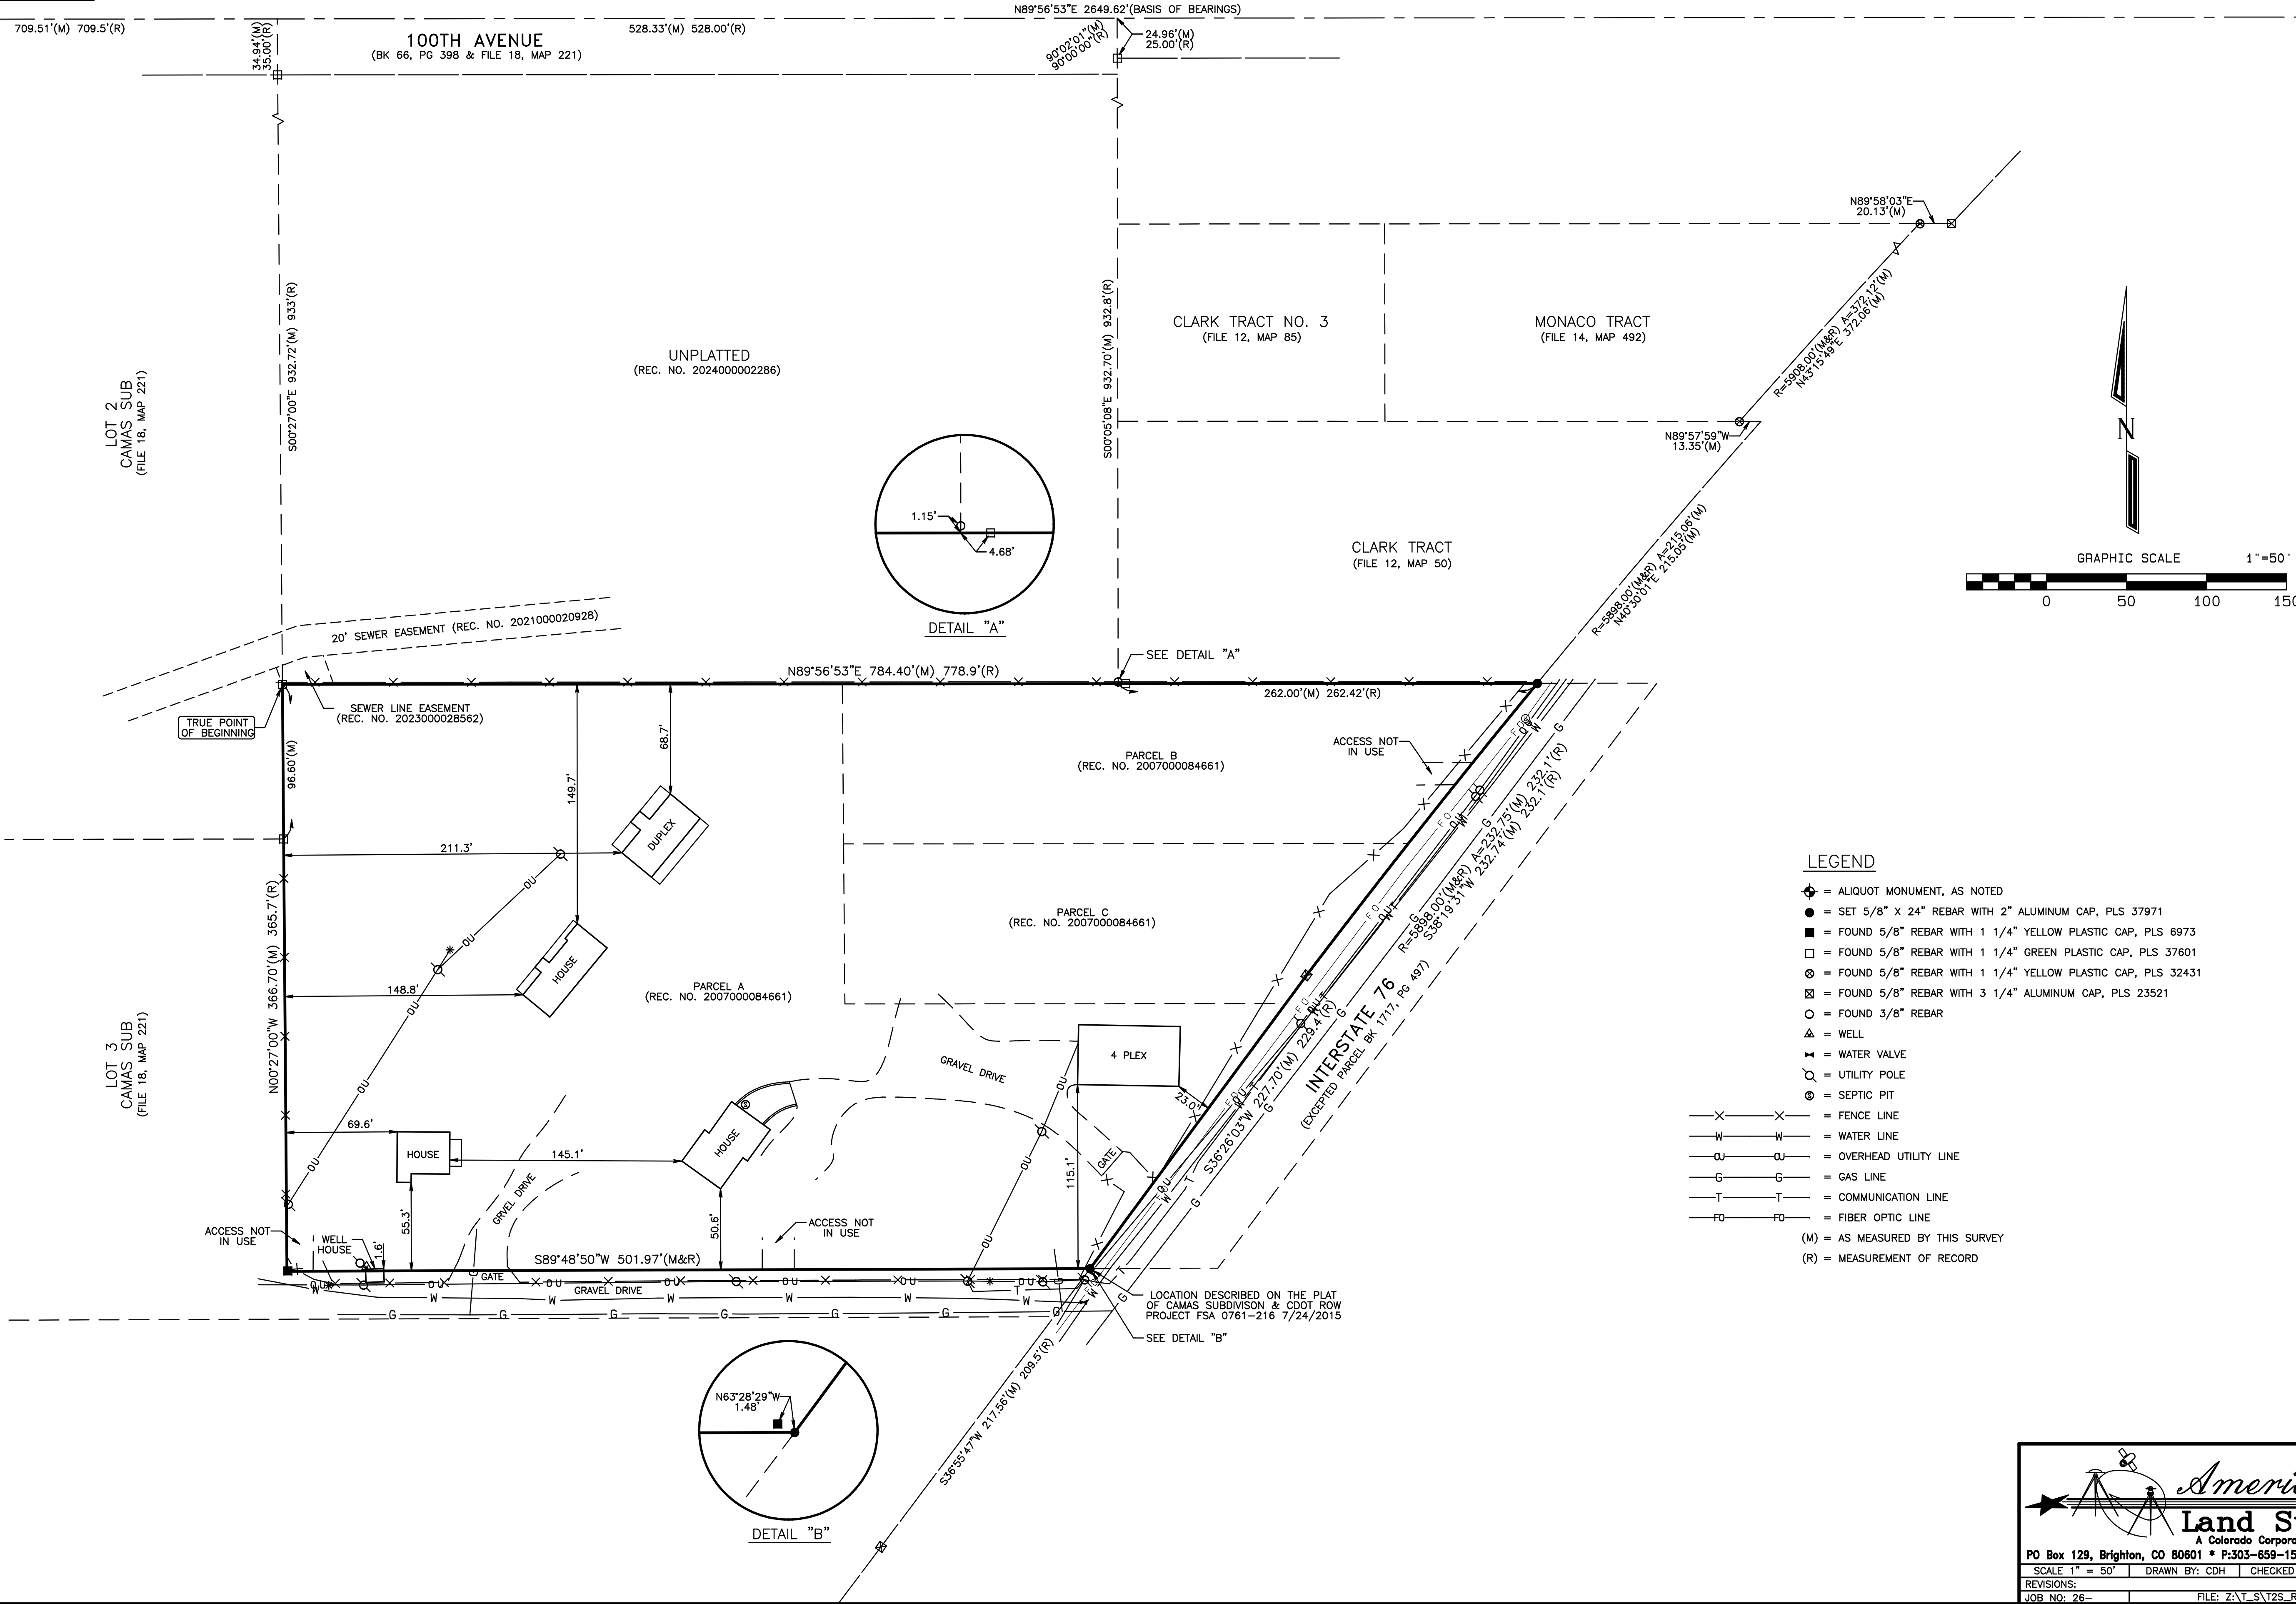 N89°56'53"E 2649.62'(BASIS OF BEARINGS)
709.51'(M) 709.5'(R)
34.94'(M)
35.00'(R)
100TH AVENUE
(BK 66, PG 398 & FILE 18, MAP 221)
528.33'(M) 528.00'(R)
90°02'01"(M)
90°00'00"(R)
24.96'(M)
25.00'(R)
N89°58'03"E
20.13'(M)
LOT 2
CAMAS SUB
(FILE 18, MAP 221)
S00°27'00"E 932.72'(M) 933'(R)
UNPLATTED
(REC. NO. 2024000002286)
S00°05'08"E 932.70'(M) 932.8'(R)
CLARK TRACT NO. 3
(FILE 12, MAP 85)
MONACO TRACT
(FILE 14, MAP 492)
R=5908.00'(M&R) A=372.12'(M)
N43°15'49"E 372.06'(M)
N89°57'59"W
13.35'(M)
N
1.15'
4.68'
DETAIL "A"
CLARK TRACT
(FILE 12, MAP 50)
R=5898.00'(M&R) A=215.06'(M)
N40°30'01"E 215.05'(M)
GRAPHIC SCALE 1"=50'
0 50 100 150
20' SEWER EASEMENT (REC. NO. 2021000020928)
SEE DETAIL "A"
N89°56'53"E 784.40'(M) 778.9'(R)
262.00'(M) 262.42'(R)
TRUE POINT
OF BEGINNING
SEWER LINE EASEMENT
(REC. NO. 2023000028562)
96.60'(M)
68.7'
149.7'
PARCEL B
(REC. NO. 2007000084661)
ACCESS NOT
IN USE
DUPLEX
211.3'
OU
OU
OU
OU
OU
R=5898.00'(M&R) A=232.75'(M) 232.1'(R)
S38°19'31"W 232.74'(M) 232.1'(R)
N00°27'00"W 366.70'(M) 365.7'(R)
PARCEL C
(REC. NO. 2007000084661)
HOUSE
148.8'
PARCEL A
(REC. NO. 2007000084661)
INTERSTATE 76
(EXCEPTED PARCEL BK 1717, PG 497)
S36°26'03"W 227.70'(M) 229.4'(R)
LOT 3
CAMAS SUB
(FILE 18, MAP 221)
GRAVEL DRIVE
4 PLEX
23.0'
69.6'
HOUSE
145.1'
HOUSE
S
GRVEL DRIVE
OU
OU
OU
115.1'
GATE
55.3'
50.6'
ACCESS NOT
IN USE
WELL
HOUSE
1.6'
ACCESS NOT
IN USE
S89°48'50"W 501.97'(M&R)
GATE
GRAVEL DRIVE
W W W W W W
G G G G G G
LOCATION DESCRIBED ON THE PLAT
OF CAMAS SUBDIVISON & CDOT ROW
PROJECT FSA 0761-216 7/24/2015
SEE DETAIL "B"
N63°28'29"W
1.48'
DETAIL "B"
S36°55'47"W 217.56'(M) 209.5'(R)
LEGEND
= ALIQUOT MONUMENT, AS NOTED
= SET 5/8" X 24" REBAR WITH 2" ALUMINUM CAP, PLS 37971
= FOUND 5/8" REBAR WITH 1 1/4" YELLOW PLASTIC CAP, PLS 6973
= FOUND 5/8" REBAR WITH 1 1/4" GREEN PLASTIC CAP, PLS 37601
= FOUND 5/8" REBAR WITH 1 1/4" YELLOW PLASTIC CAP, PLS 32431
= FOUND 5/8" REBAR WITH 3 1/4" ALUMINUM CAP, PLS 23521
= FOUND 3/8" REBAR
= WELL
= WATER VALVE
= UTILITY POLE
S = SEPTIC PIT
X X = FENCE LINE
W W = WATER LINE
OU OU = OVERHEAD UTILITY LINE
G G = GAS LINE
T T = COMMUNICATION LINE
FO FO = FIBER OPTIC LINE
(M) = AS MEASURED BY THIS SURVEY
(R) = MEASUREMENT OF RECORD
Land
A Colorado
PO Box 129, Brighton, CO 80601 * P:303-659-15
SCALE 1" = 50' DRAWN BY: CDH CHECKED
REVISIONS:
JOB NO: 26- FILE: Z:\T_S\T2S_R